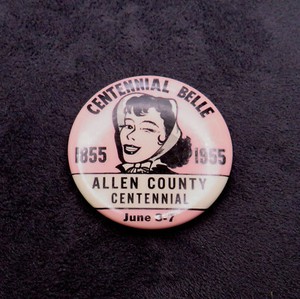 CENTENNIAL BELLE
1855 1955
ALLEN COUNTY
CENTENNIAL
June 3-7